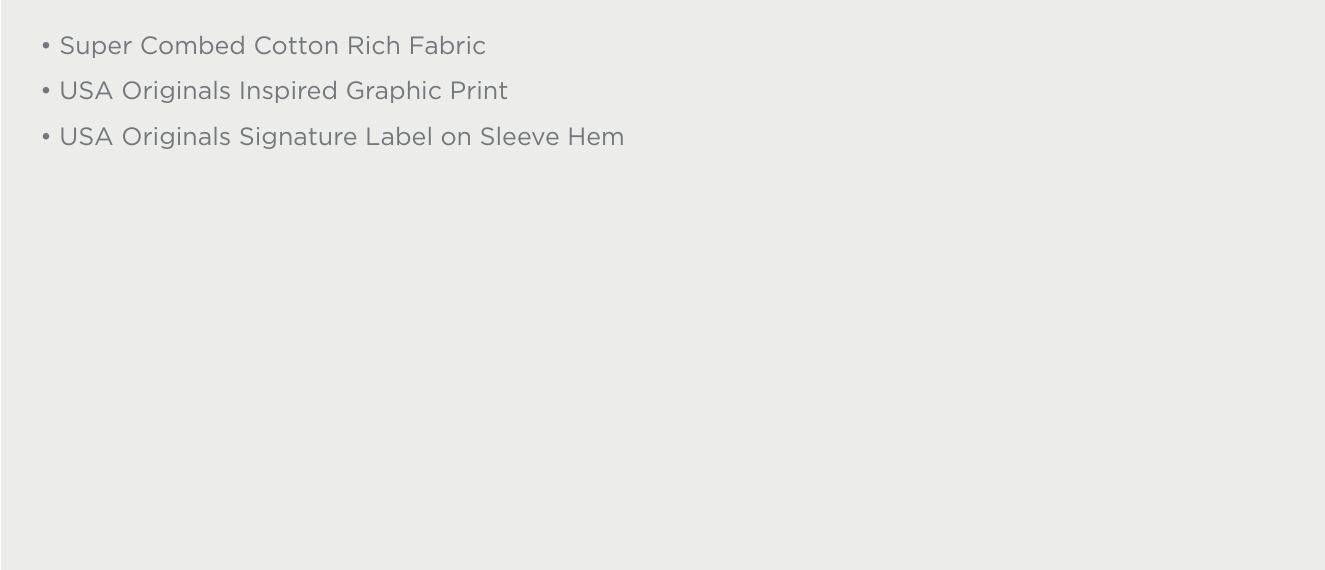 • Super Combed Cotton Rich Fabric
• USA Originals Inspired Graphic Print
• USA Originals Signature Label on Sleeve Hem